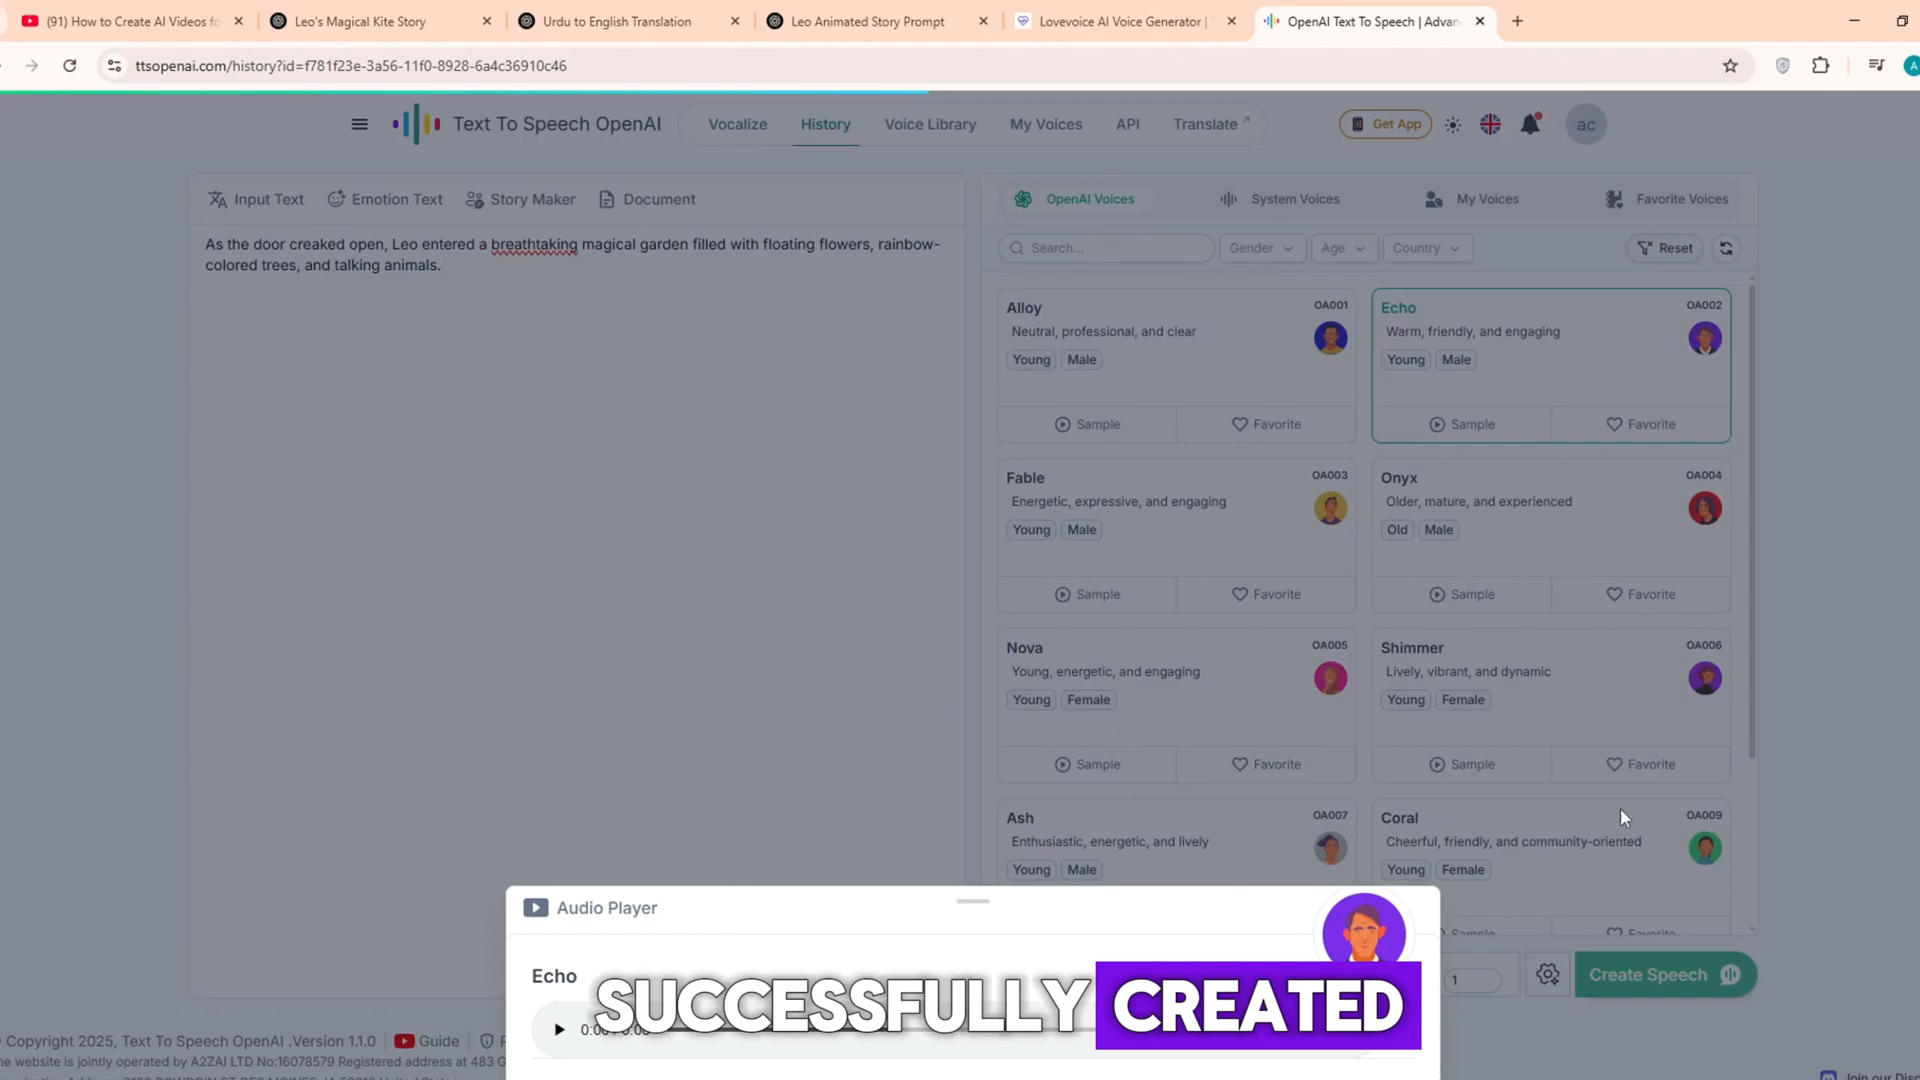 (91) How to Create AI Videos fo
Leo's Magical Kite Story
Urdu to English Translation
Leo Animated Story Prompt
Lovevoice AI Voice Generator | T
OpenAI Text To Speech | Advan
ttsopenai.com/history?id=f781f23e-3a56-11f0-8928-6a4c36910c46
A
Text To Speech OpenAI
Vocalize
History
Voice Library
My Voices
API
Translate
Get App
ac
Input Text
Emotion Text
Story Maker
Document
As the door creaked open, Leo entered a breathtaking magical garden filled with floating flowers, rainbow-
colored trees, and talking animals.
OpenAI Voices
System Voices
My Voices
Favorite Voices
Search...
Gender
Age
Country
Reset
Alloy
OA001
Neutral, professional, and clear
Young
Male
Sample
Favorite
Echo
OA002
Warm, friendly, and engaging
Young
Male
Sample
Favorite
Fable
OA003
Energetic, expressive, and engaging
Young
Male
Sample
Favorite
Onyx
OA004
Older, mature, and experienced
Old
Male
Sample
Favorite
Nova
OA005
Young, energetic, and engaging
Young
Female
Sample
Favorite
Shimmer
OA006
Lively, vibrant, and dynamic
Young
Female
Sample
Favorite
Ash
OA007
Enthusiastic, energetic, and lively
Young
Male
Coral
OA009
Cheerful, friendly, and community-oriented
Young
Female
Sample
Favorite
Audio Player
Echo
SUCCESSFULLY CREATED
1
Create Speech
Copyright 2025, Text To Speech OpenAI .Version 1.1.0
Guide
P
he website is jointly operated by A2ZAI LTD No:16078579 Registered address at 483 G
Join our Disc